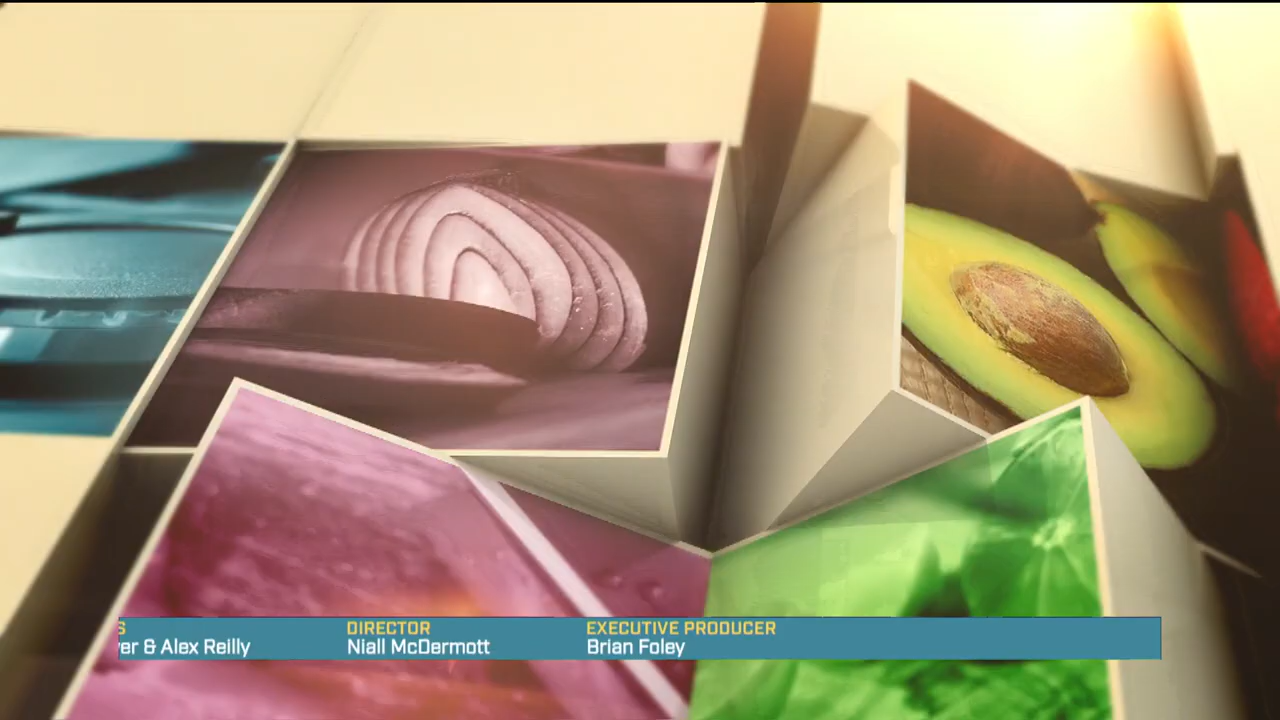 DIRECTOR
EXECUTIVE PRODUCER
& Alex Reilly
Niall McDermott
Brian Foley